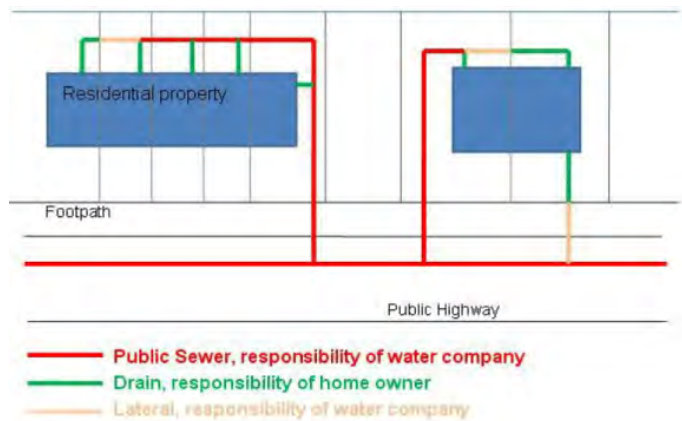 Residential property
Footpath
Public Highway
Public Sewer, responsibility of water company
Drain, responsibility of home owner
Lateral, responsibility of water company